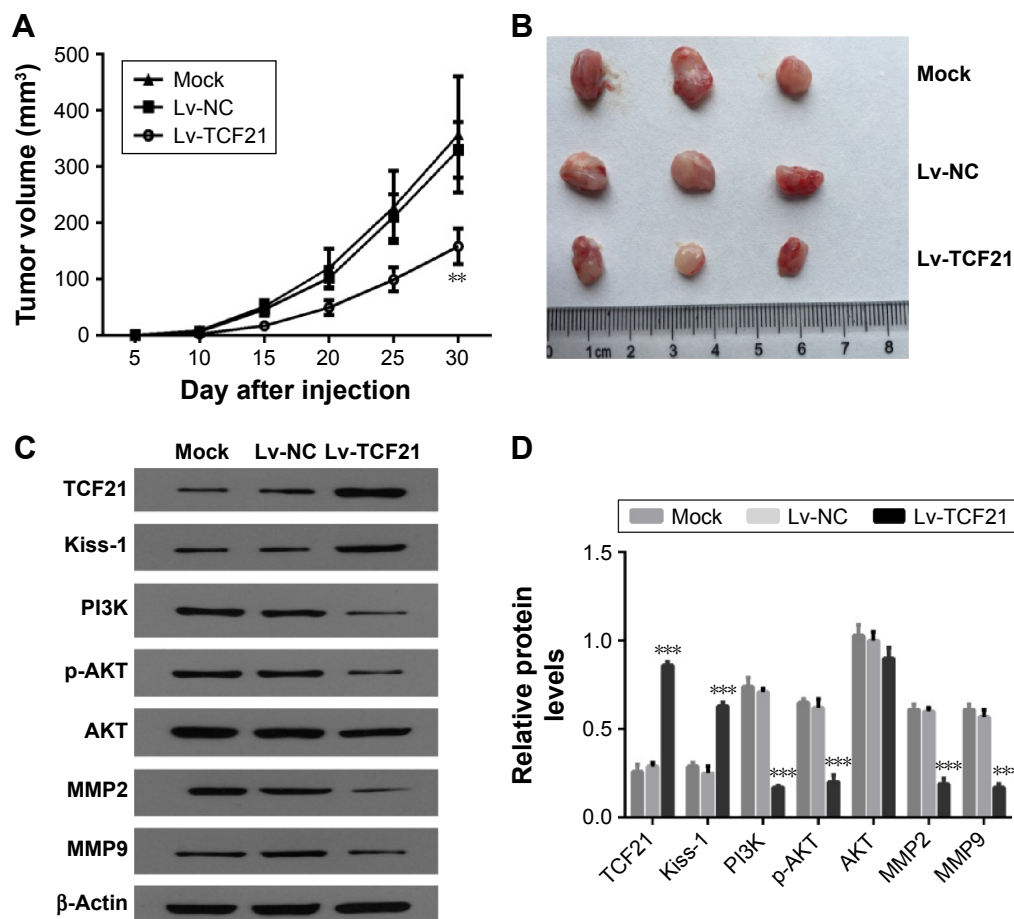 A
Tumor volume (mm³)
500
400
300
200
100
0
Mock
Lv-NC
Lv-TCF21
**
5 10 15 20 25 30
Day after injection
B
Mock
Lv-NC
Lv-TCF21
0 1cm 2 3 4 5 6 7 8
C
Mock Lv-NC Lv-TCF21
TCF21
Kiss-1
PI3K
p-AKT
AKT
MMP2
MMP9
β-Actin
D
Mock Lv-NC Lv-TCF21
Relative protein
levels
1.5
1.0
0.5
0.0
*** *** *** *** *** ***
TCF21 Kiss-1 PI3K p-AKT AKT MMP2 MMP9